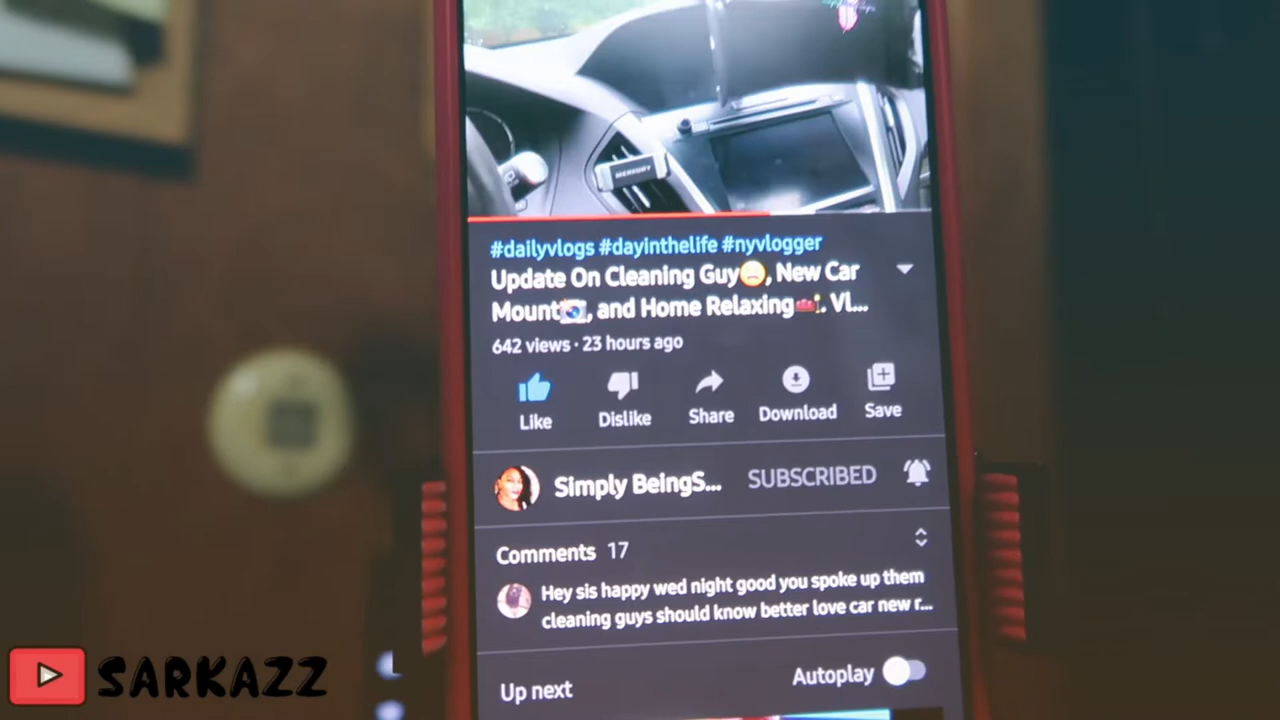 MERKURY
#dailyvlogs #dayinthelife #nyvlogger
Update On Cleaning Guy😩, New Car
Mount📸, and Home Relaxing🛋. Vl...
642 views · 23 hours ago
Like Dislike Share Download Save
Simply BeingS... SUBSCRIBED
Comments 17
Hey sis happy wed night good you spoke up them
cleaning guys should know better love car new r...
Up next Autoplay
SARKAZZ